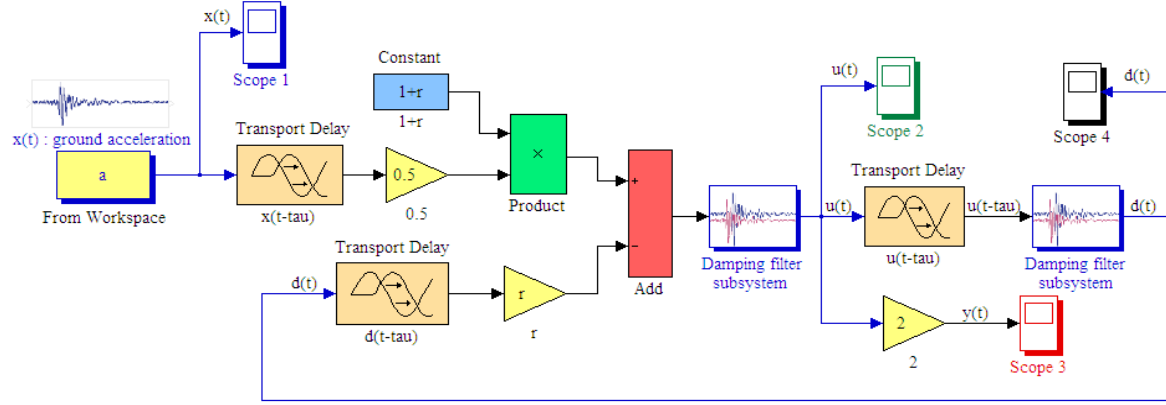 x(t)
Scope 1
x(t) : ground acceleration
a
From Workspace
Transport Delay
x(t-tau)
0.5
0.5
Constant
1+r
1+r
×
Product
d(t)
Transport Delay
d(t-tau)
r
r
+
−
Add
Damping filter
subsystem
u(t)
Scope 2
u(t)
Transport Delay
u(t-tau)
u(t-tau)
Damping filter
subsystem
d(t)
Scope 4
d(t)
2
2
y(t)
Scope 3